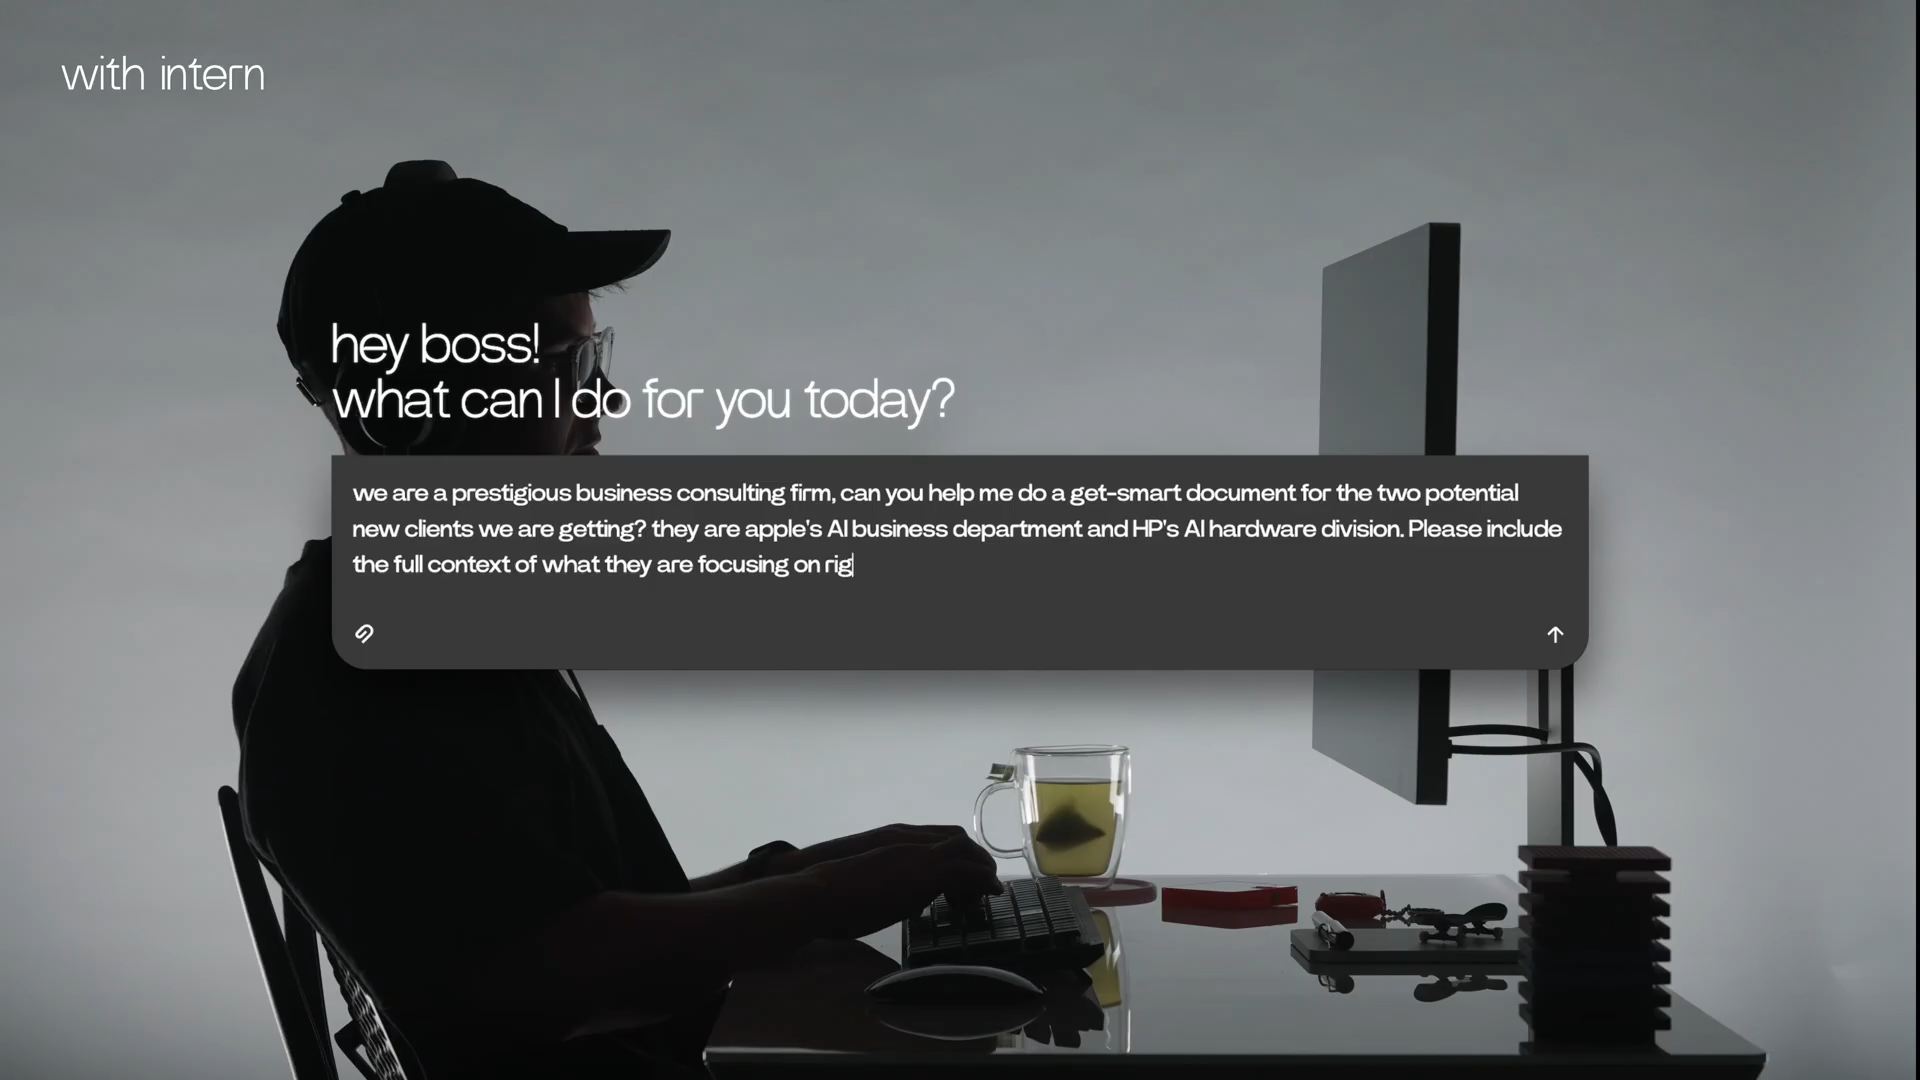 with intern
hey boss!
what can I do for you today?
we are a prestigious business consulting firm, can you help me do a get-smart document for the two potential
new clients we are getting? they are apple's AI business department and HP's AI hardware division. Please include
the full context of what they are focusing on rig